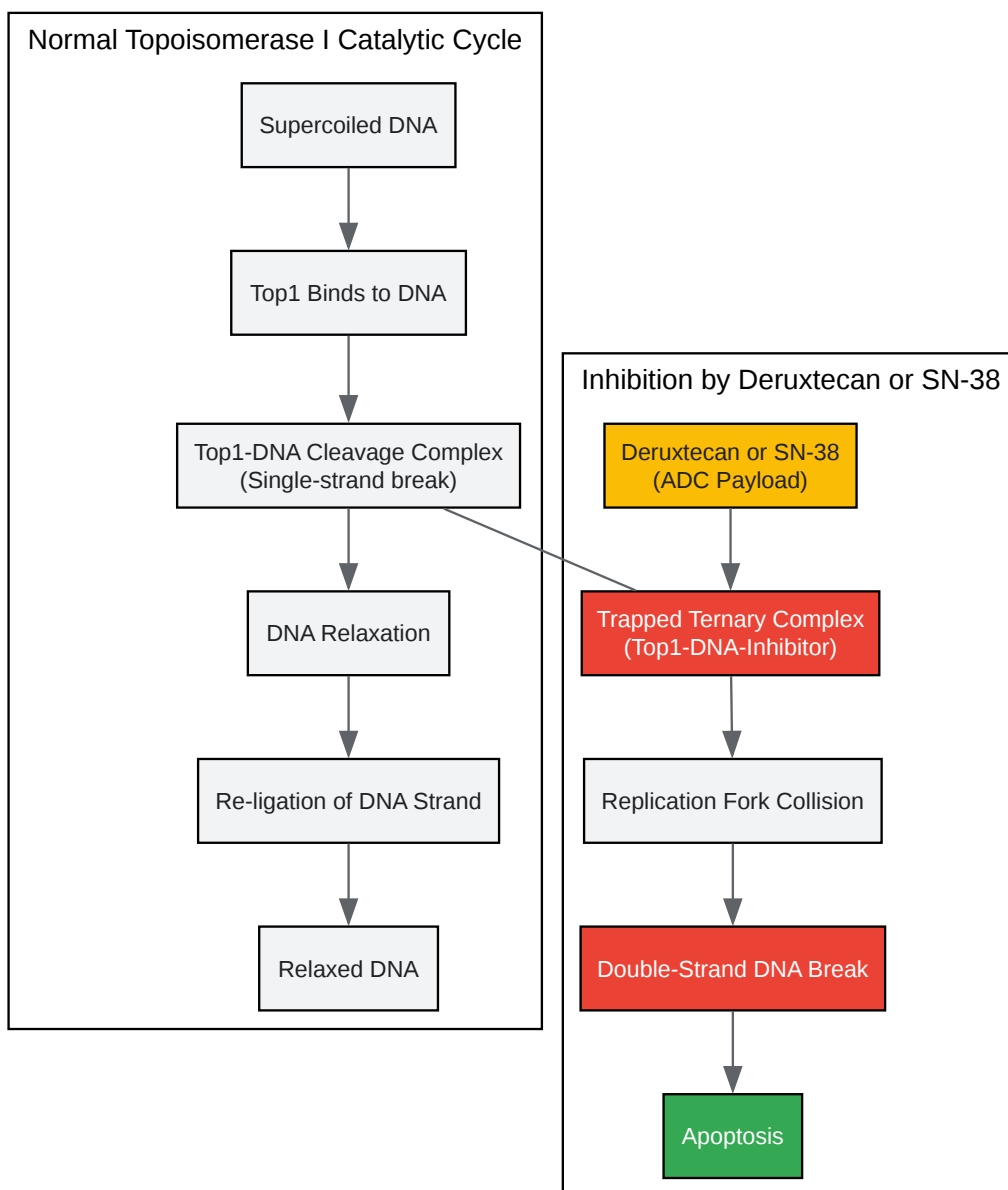 Normal Topoisomerase I Catalytic Cycle
Supercoiled DNA
Top1 Binds to DNA
Top1-DNA Cleavage Complex
(Single-strand break)
DNA Relaxation
Re-ligation of DNA Strand
Relaxed DNA
Inhibition by Deruxtecan or SN-38
Deruxtecan or SN-38
(ADC Payload)
Trapped Ternary Complex
(Top1-DNA-Inhibitor)
Replication Fork Collision
Double-Strand DNA Break
Apoptosis